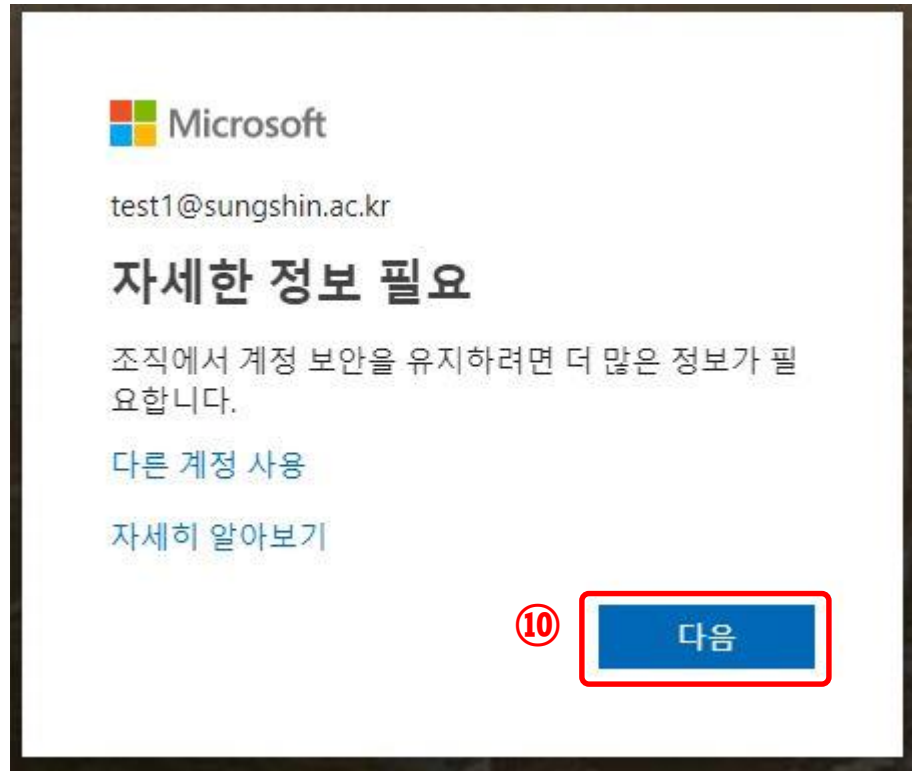 Microsoft
test1@sungshin.ac.kr
자세한 정보 필요
조직에서 계정 보안을 유지하려면 더 많은 정보가 필
요합니다.
다른 계정 사용
자세히 알아보기
⑩ 다음